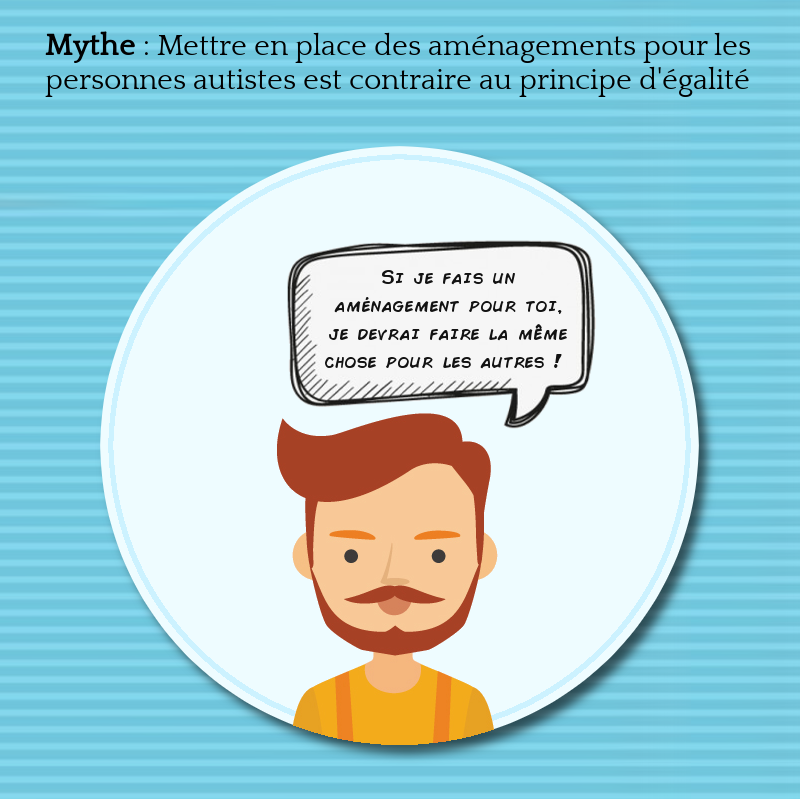 Mythe : Mettre en place des aménagements pour les
personnes autistes est contraire au principe d'égalité
Si je fais un
aménagement pour toi,
je devrai faire la même
chose pour les autres !